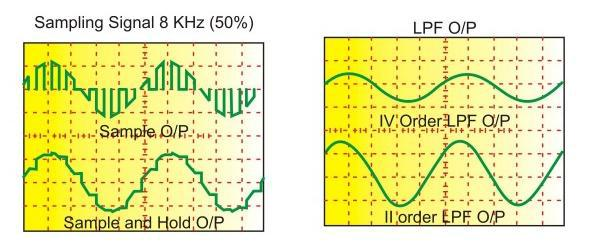 Sampling Signal 8 KHz (50%)
Sample O/P
Sample and Hold O/P
LPF O/P
IV Order LPF O/P
II order LPF O/P